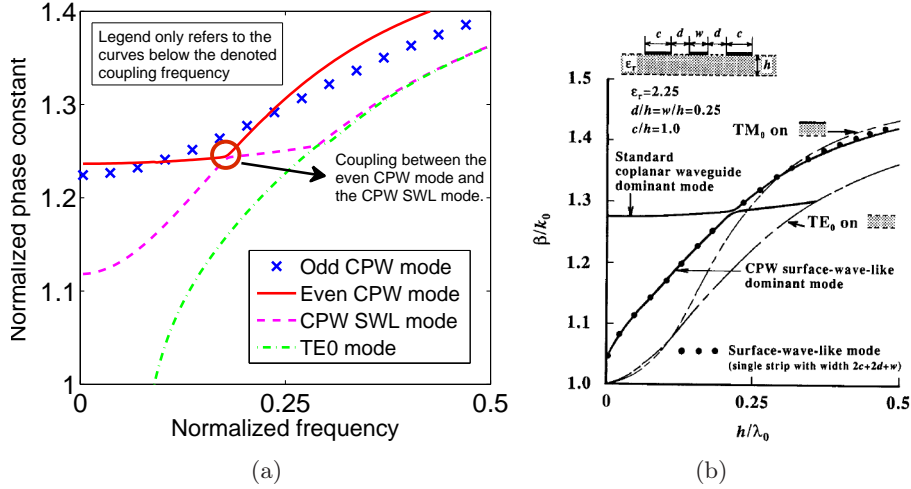 1.4
1.3
1.2
1.1
1
0
0.25
0.5
Normalized phase constant
Normalized frequency
Legend only refers to the
curves below the denoted
coupling frequency
Coupling between the
even CPW mode and
the CPW SWL mode.
Odd CPW mode
Even CPW mode
CPW SWL mode
TE0 mode
(a)
c d w d c
εr
h
εr=2.25
d/h=w/h=0.25
c/h=1.0
TM0 on
Standard
coplanar waveguide
dominant mode
TE0 on
CPW surface-wave-like
dominant mode
Surface-wave-like mode
(single strip with width 2c+2d+w)
β/k0
1.5
1.4
1.3
1.2
1.1
1.0
0
0.25
0.5
h/λ0
(b)